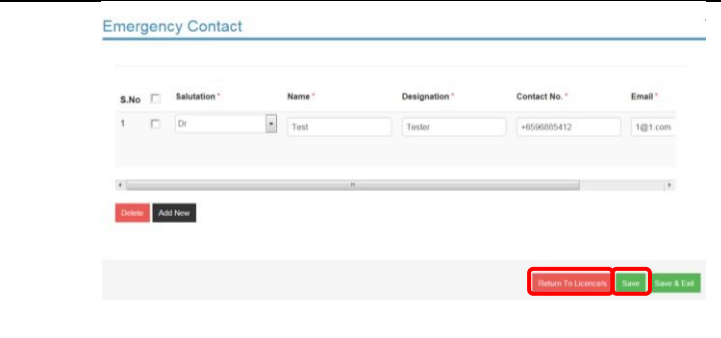 Emergency Contact
S.No Salutation * Name * Designation * Contact No. * Email *
1 Dr Test Tester +6596885412 1@1.com
Delete Add New
Return To Licence/s Save Save & Exit